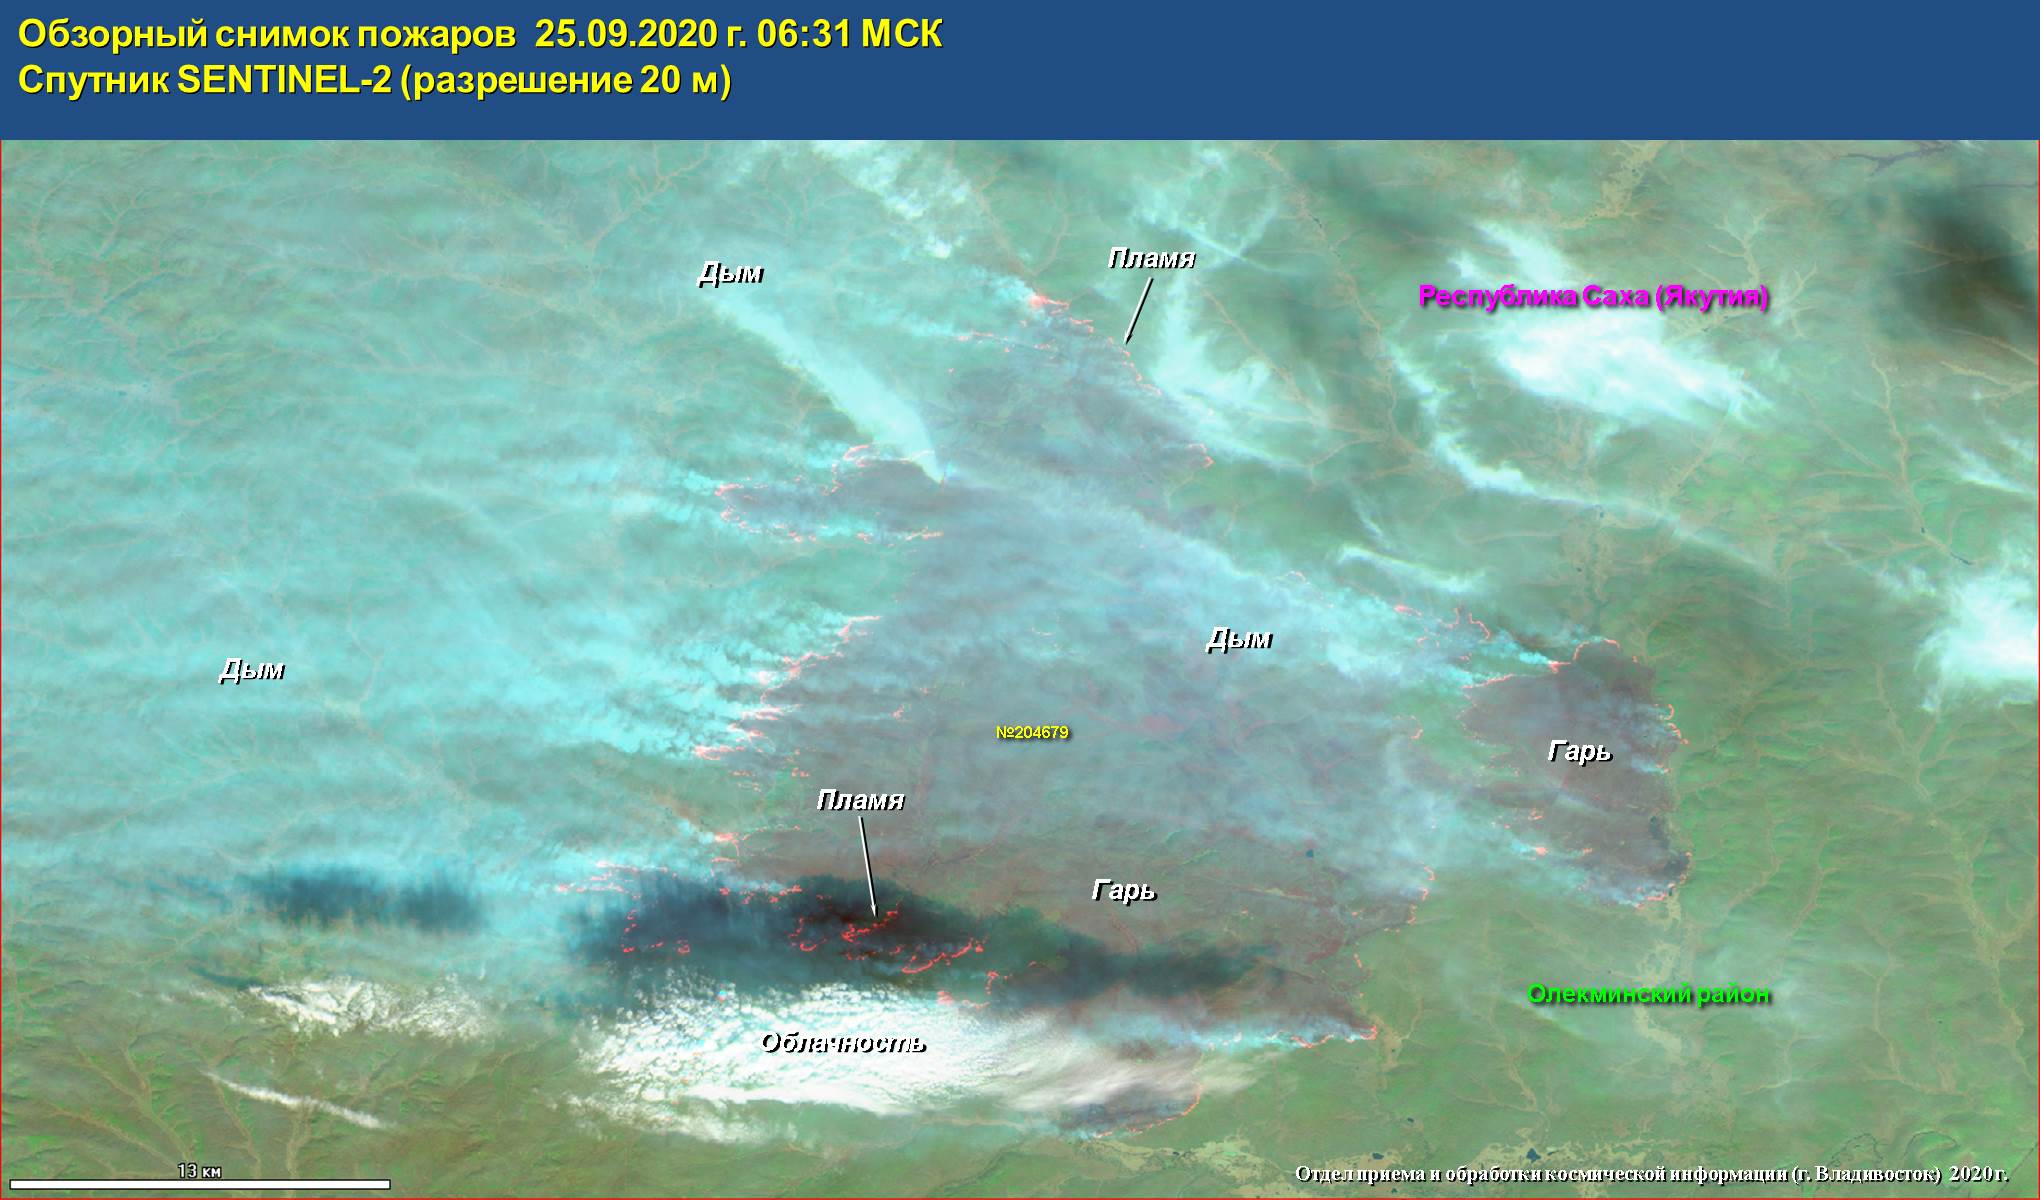 Обзорный снимок пожаров 25.09.2020 г. 06:31 МСК
Спутник SENTINEL-2 (разрешение 20 м)
Дым
Пламя
Республика Саха (Якутия)
Дым
Дым
№204679
Гарь
Пламя
Гарь
Олекминский район
Облачность
13 км
Отдел приема и обработки космической информации (г. Владивосток) 2020 г.